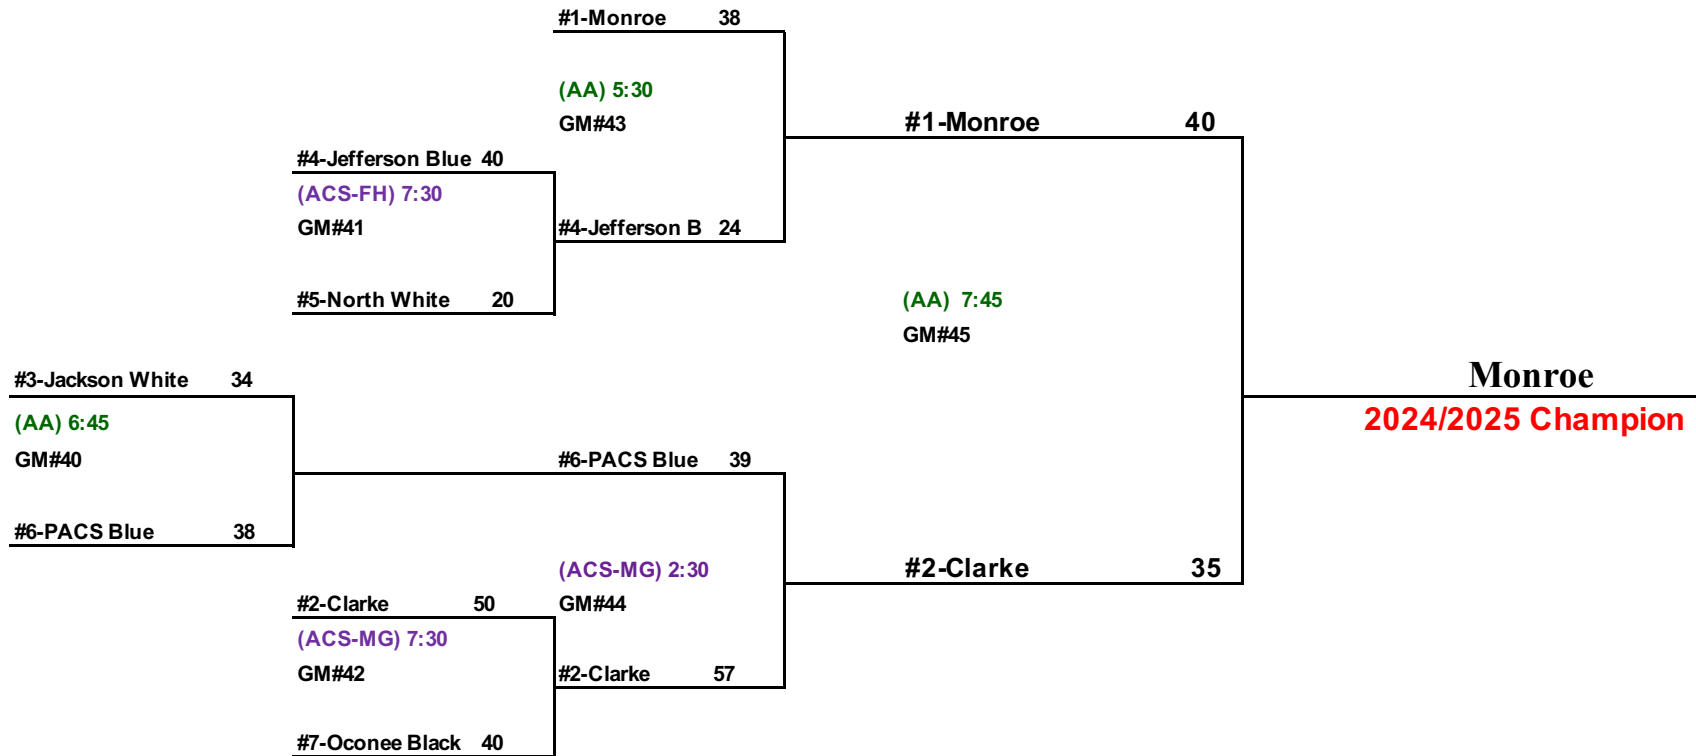 #1-Monroe 38
(AA) 5:30
GM#43
#1-Monroe 40
#4-Jefferson Blue 40
(ACS-FH) 7:30
GM#41
#4-Jefferson B 24
#5-North White 20
(AA) 7:45
GM#45
#3-Jackson White 34
Monroe
2024/2025 Champion
(AA) 6:45
GM#40
#6-PACS Blue 39
#6-PACS Blue 38
(ACS-MG) 2:30
#2-Clarke 35
#2-Clarke 50
GM#44
(ACS-MG) 7:30
GM#42
#2-Clarke 57
#7-Oconee Black 40